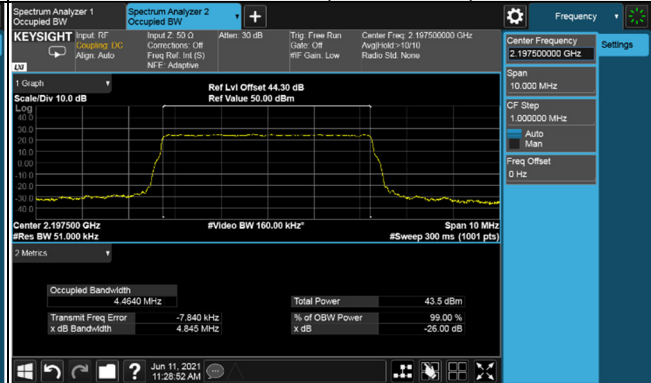 Spectrum Analyzer 1
Occupied BW
Spectrum Analyzer 2
Occupied BW
+
Frequency
KEYSIGHT
Input: RF
Coupling: DC
Align: Auto
Input Z: 50 Ω
Corrections: Off
Freq Ref: Int (S)
NFE: Adaptive
Atten: 30 dB
Trig: Free Run
Gate: Off
#IF Gain: Low
Center Freq: 2.197500000 GHz
Avg|Hold:>10/10
Radio Std: None
LXI
Center Frequency
2.197500000 GHz
Settings
Span
10.000 MHz
CF Step
1.000000 MHz
Auto
Man
Freq Offset
0 Hz
1 Graph
Scale/Div 10.0 dB
Ref Lvl Offset 44.30 dB
Ref Value 50.00 dBm
Log
40.0
30.0
20.0
10.0
0.00
-10.0
-20.0
-30.0
-40.0
Center 2.197500 GHz
#Res BW 51.000 kHz
#Video BW 160.00 kHz*
Span 10 MHz
#Sweep 300 ms (1001 pts)
2 Metrics
Occupied Bandwidth
4.4640 MHz
Total Power
43.5 dBm
Transmit Freq Error
-7.840 kHz
% of OBW Power
99.00 %
x dB Bandwidth
4.845 MHz
x dB
-26.00 dB
?
Jun 11, 2021
11:28:52 AM